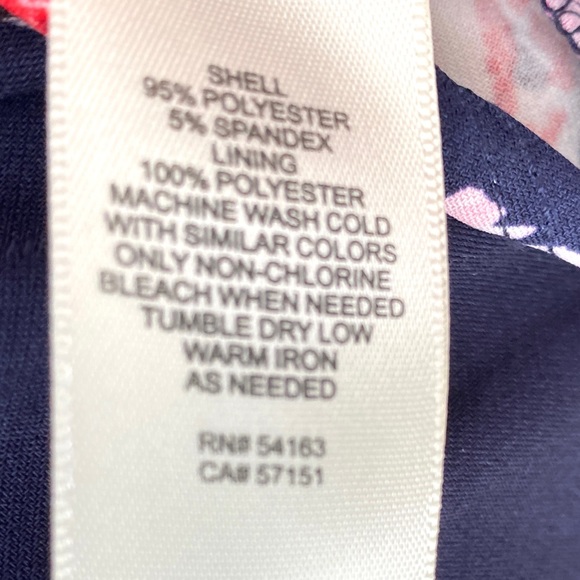 SHELL
95% POLYESTER
5% SPANDEX
LINING
100% POLYESTER
MACHINE WASH COLD
WITH SIMILAR COLORS
ONLY NON-CHLORINE
BLEACH WHEN NEEDED
TUMBLE DRY LOW
WARM IRON
AS NEEDED
RN# 54163
CA# 57151